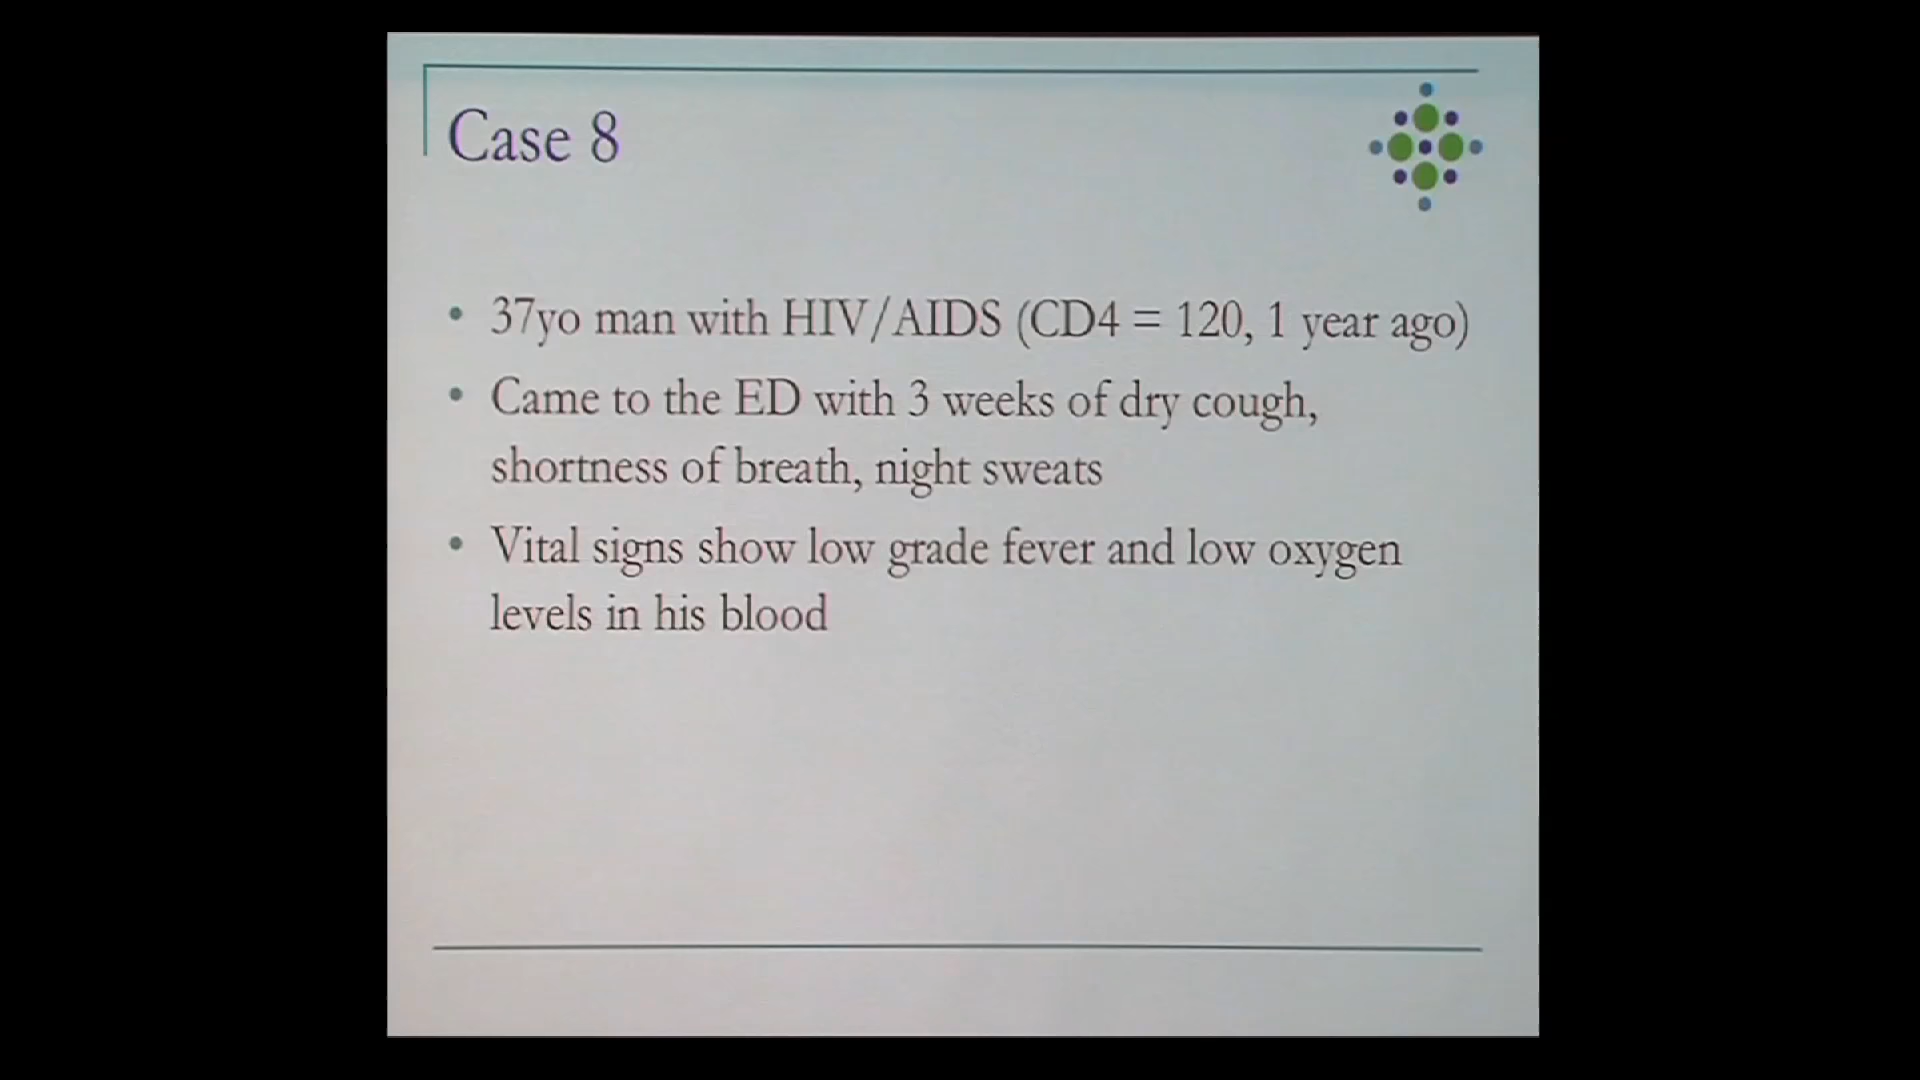 Case 8
37yo man with HIV/AIDS (CD4 = 120, 1 year ago)
Came to the ED with 3 weeks of dry cough,
shortness of breath, night sweats
Vital signs show low grade fever and low oxygen
levels in his blood